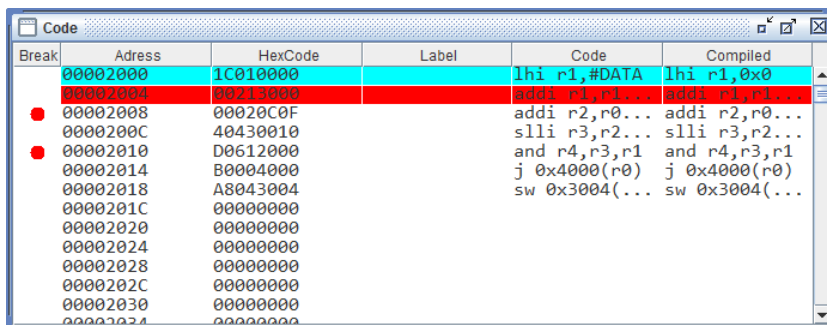 Code
Break Adress HexCode Label Code Compiled
00002000 1C010000 lhi r1,#DATA lhi r1,0x0
00002004 00213000 addi r1,r1... addi r1,r1...
00002008 00020C0F addi r2,r0... addi r2,r0...
0000200C 40430010 slli r3,r2... slli r3,r2...
00002010 D0612000 and r4,r3,r1 and r4,r3,r1
00002014 B0004000 j 0x4000(r0) j 0x4000(r0)
00002018 A8043004 sw 0x3004(... sw 0x3004(...
0000201C 00000000
00002020 00000000
00002024 00000000
00002028 00000000
0000202C 00000000
00002030 00000000
00002034 00000000